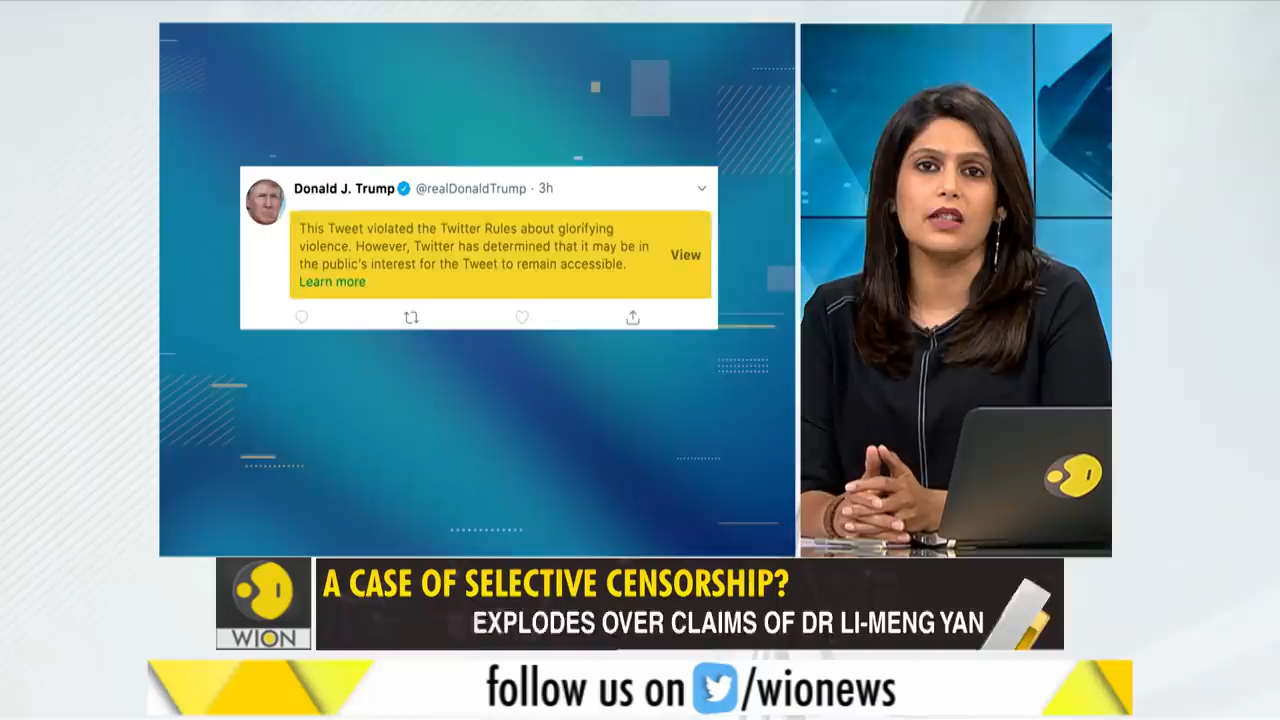 Donald J. Trump @realDonaldTrump · 3h
This Tweet violated the Twitter Rules about glorifying
violence. However, Twitter has determined that it may be in
the public's interest for the Tweet to remain accessible.
Learn more
View
A CASE OF SELECTIVE CENSORSHIP?
EXPLODES OVER CLAIMS OF DR LI-MENG YAN
WION
follow us on /wionews